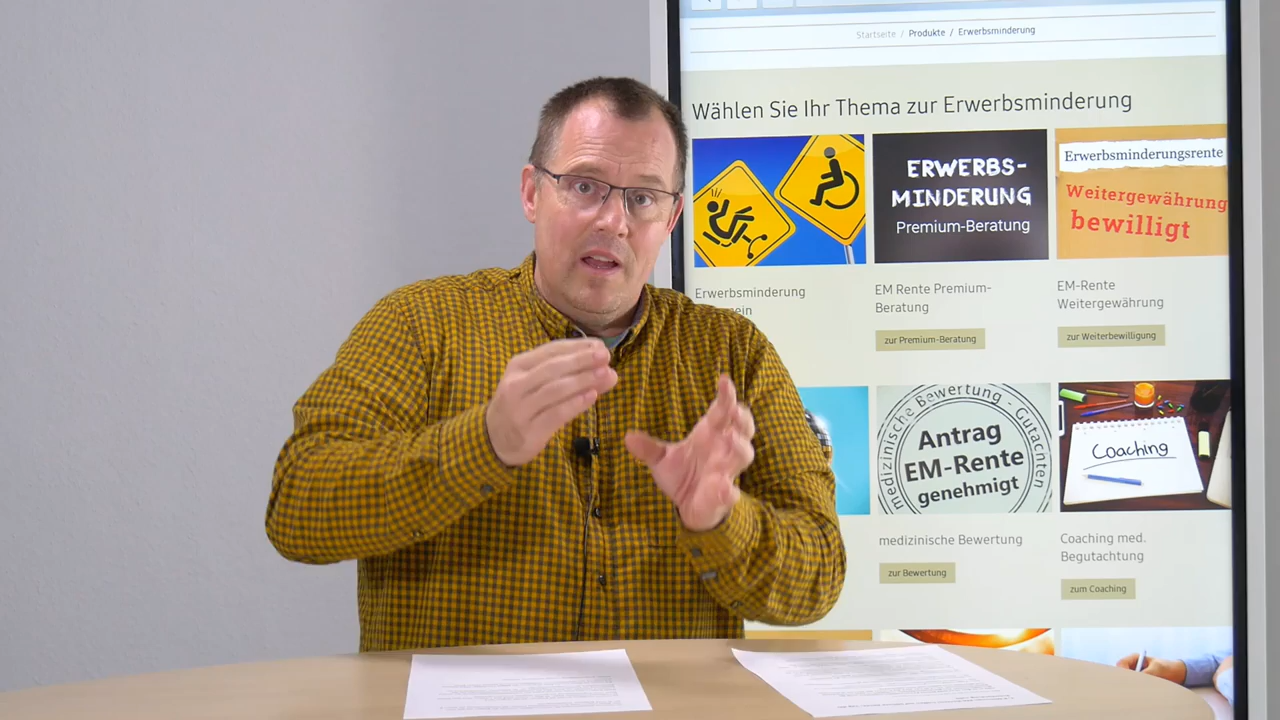 Startseite / Produkte / Erwerbsminderung
Wählen Sie Ihr Thema zur Erwerbsminderung
ERWERBS-
MINDERUNG
Premium-Beratung
Erwerbsminderungsrente
Weitergewährung
bewilligt
Erwerbsminderung
EM Rente Premium-
Beratung
zur Premium-Beratung
EM-Rente
Weitergewährung
zur Weiterbewilligung
medizinische Bewertung - Gutachten
Antrag
EM-Rente
genehmigt
Coaching
medizinische Bewertung
zur Bewertung
Coaching med.
Begutachtung
zum Coaching